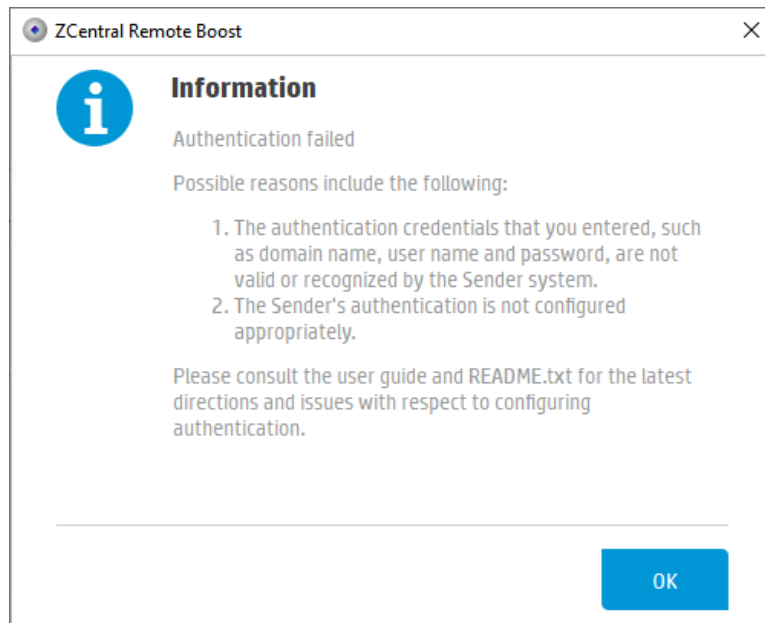 ZCentral Remote Boost
Information
Authentication failed
Possible reasons include the following:
1. The authentication credentials that you entered, such
as domain name, user name and password, are not
valid or recognized by the Sender system.
2. The Sender's authentication is not configured
appropriately.
Please consult the user guide and README.txt for the latest
directions and issues with respect to configuring
authentication.
OK